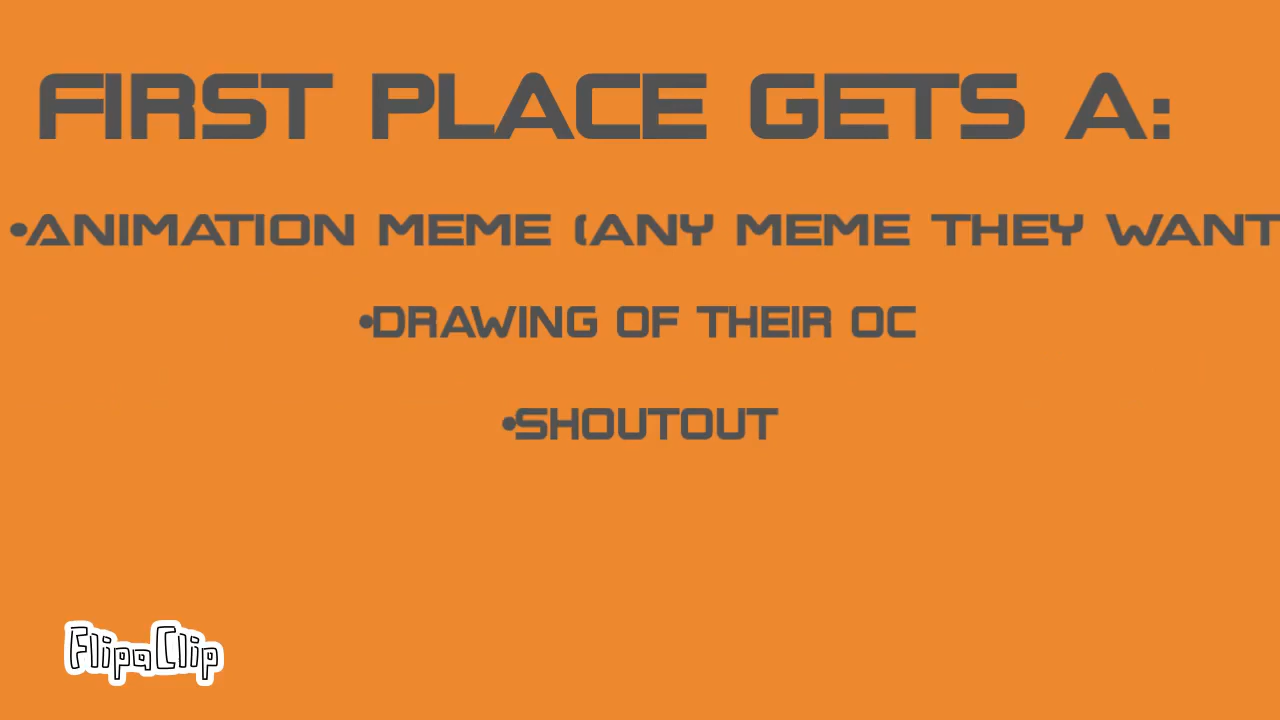 FIRST PLACE GETS A:
•ANIMATION MEME (ANY MEME THEY WANT
•DRAWING OF THEIR OC
•SHOUTOUT
FlipaClip